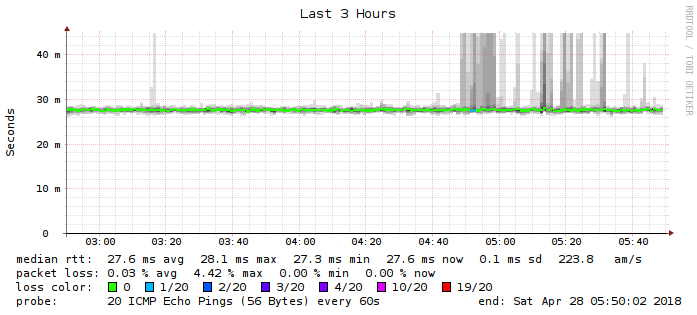 Last 3 Hours
RRDTOOL / TOBI OETIKER
Seconds
40 m
30 m
20 m
10 m
0
03:00 03:20 03:40 04:00 04:20 04:40 05:00 05:20 05:40
median rtt: 27.6 ms avg 28.1 ms max 27.3 ms min 27.6 ms now 0.1 ms sd 223.8 am/s
packet loss: 0.03 % avg 4.42 % max 0.00 % min 0.00 % now
loss color: 0 1/20 2/20 3/20 4/20 10/20 19/20
probe: 20 ICMP Echo Pings (56 Bytes) every 60s end: Sat Apr 28 05:50:02 2018